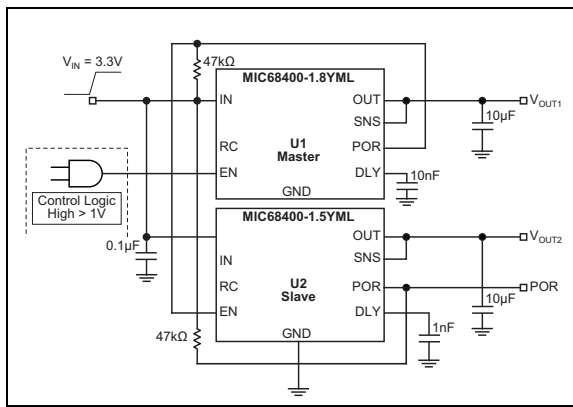 V_IN = 3.3V
47kΩ
MIC68400-1.8YML
IN
OUT
V_OUT1
SNS
10µF
RC
U1
Master
POR
EN
DLY
10nF
GND
Control Logic
High > 1V
MIC68400-1.5YML
0.1µF
OUT
V_OUT2
IN
SNS
RC
U2
Slave
POR
POR
10µF
EN
DLY
47kΩ
GND
1nF